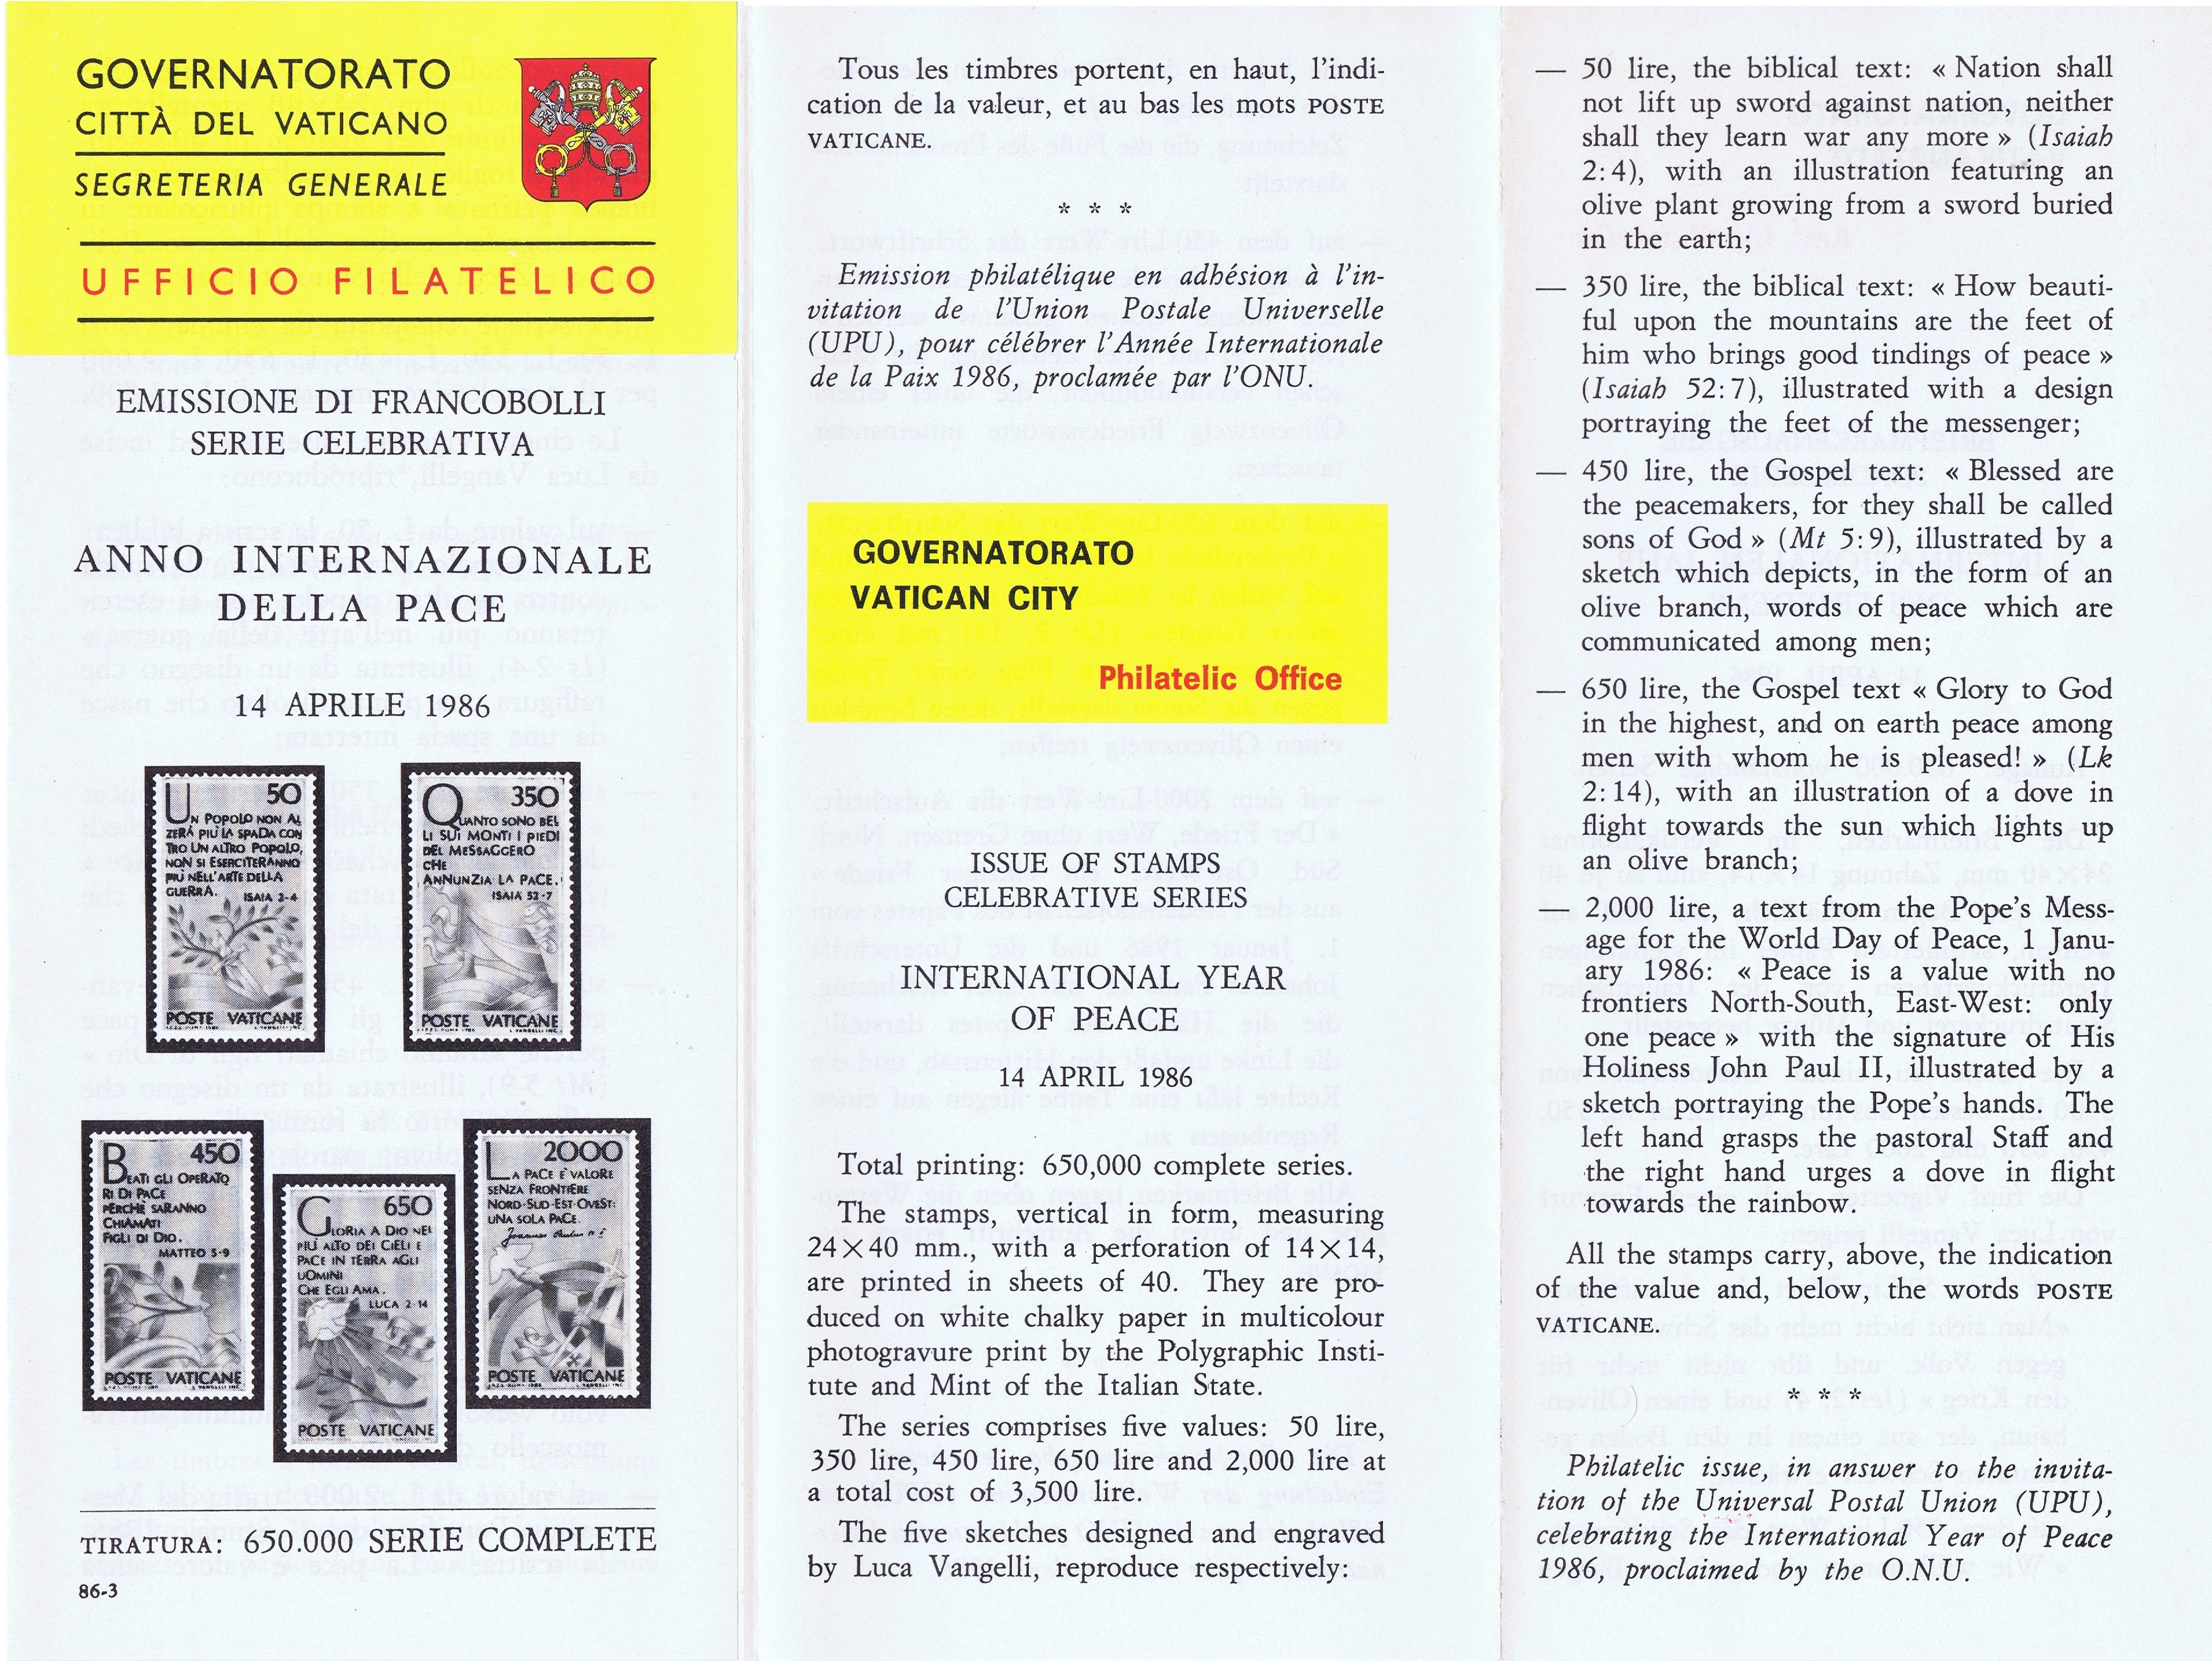 GOVERNATORATO
CITTÀ DEL VATICANO
SEGRETERIA GENERALE
UFFICIO FILATELICO
EMISSIONE DI FRANCOBOLLI
SERIE CELEBRATIVA
ANNO INTERNAZIONALE
DELLA PACE
14 APRILE 1986
50
UN POPOLO NON AL
ZERÀ PIÙ LA SPADA CON
TRO UN ALTRO POPOLO,
NON SI ESERCITERANNO
PIÙ NELL'ARTE DELLA
GUERRA.
ISAIA 2-4
POSTE VATICANE
350
QUANTO SONO BEL
LI SUI MONTI I PIEDI
DEL MESSAGGERO
CHE
ANNUNZIA LA PACE.
ISAIA 52-7
POSTE VATICANE
450
BEATI GLI OPERATO
RI DI PACE
PERCHÈ SARANNO
CHIAMATI
FIGLI DI DIO.
MATTEO 5-9
POSTE VATICANE
650
GLORIA A DIO NEL
PIÙ ALTO DEI CIELI E
PACE IN TERRA AGLI
UOMINI
CHE EGLI AMA.
LUCA 2-14
POSTE VATICANE
2000
LA PACE È VALORE
SENZA FRONTIERE
NORD-SUD-EST-OVEST:
UNA SOLA PACE.
POSTE VATICANE
TIRATURA: 650.000 SERIE COMPLETE
86-3
Tous les timbres portent, en haut, l'indi-
cation de la valeur, et au bas les mots POSTE
VATICANE.
* * *
Emission philatélique en adhésion à l'in-
vitation de l'Union Postale Universelle
(UPU), pour célébrer l'Année Internationale
de la Paix 1986, proclamée par l'ONU.
GOVERNATORATO
VATICAN CITY
Philatelic Office
ISSUE OF STAMPS
CELEBRATIVE SERIES
INTERNATIONAL YEAR
OF PEACE
14 APRIL 1986
Total printing: 650,000 complete series.
The stamps, vertical in form, measuring
24×40 mm., with a perforation of 14×14,
are printed in sheets of 40. They are pro-
duced on white chalky paper in multicolour
photogravure print by the Polygraphic Insti-
tute and Mint of the Italian State.
The series comprises five values: 50 lire,
350 lire, 450 lire, 650 lire and 2,000 lire at
a total cost of 3,500 lire.
The five sketches designed and engraved
by Luca Vangelli, reproduce respectively:
— 50 lire, the biblical text: « Nation shall
not lift up sword against nation, neither
shall they learn war any more » (Isaiah
2:4), with an illustration featuring an
olive plant growing from a sword buried
in the earth;
— 350 lire, the biblical text: « How beauti-
ful upon the mountains are the feet of
him who brings good tindings of peace »
(Isaiah 52:7), illustrated with a design
portraying the feet of the messenger;
— 450 lire, the Gospel text: « Blessed are
the peacemakers, for they shall be called
sons of God » (Mt 5:9), illustrated by a
sketch which depicts, in the form of an
olive branch, words of peace which are
communicated among men;
— 650 lire, the Gospel text « Glory to God
in the highest, and on earth peace among
men with whom he is pleased! » (Lk
2:14), with an illustration of a dove in
flight towards the sun which lights up
an olive branch;
— 2,000 lire, a text from the Pope's Mess-
age for the World Day of Peace, 1 Janu-
ary 1986: « Peace is a value with no
frontiers North-South, East-West: only
one peace » with the signature of His
Holiness John Paul II, illustrated by a
sketch portraying the Pope's hands. The
left hand grasps the pastoral Staff and
the right hand urges a dove in flight
towards the rainbow.
All the stamps carry, above, the indication
of the value and, below, the words POSTE
VATICANE.
* * *
Philatelic issue, in answer to the invita-
tion of the Universal Postal Union (UPU),
celebrating the International Year of Peace
1986, proclaimed by the O.N.U.